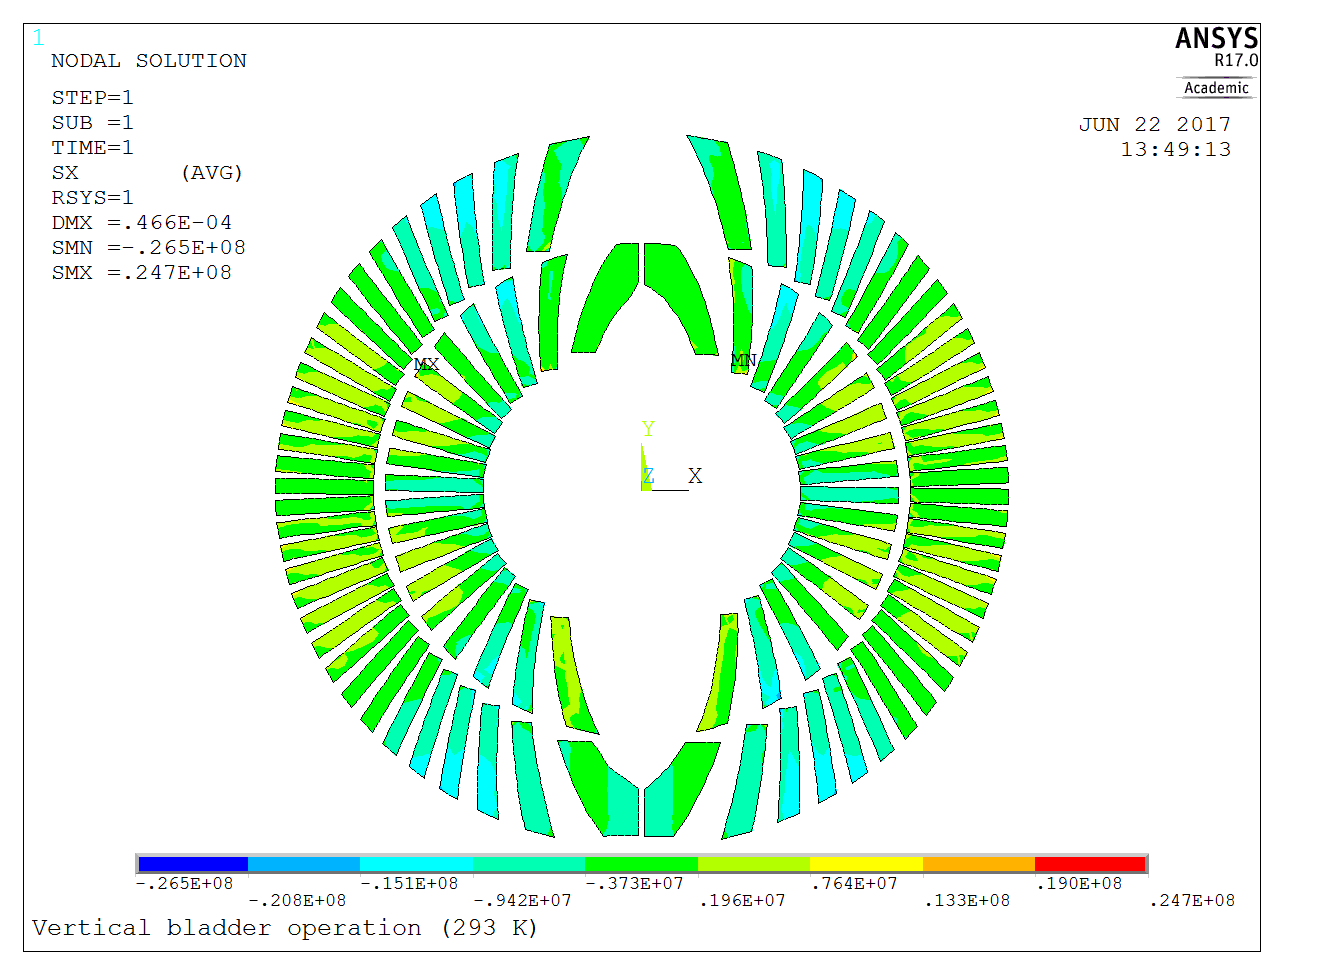 1
NODAL SOLUTION
STEP=1
SUB =1
TIME=1
SX (AVG)
RSYS=1
DMX =.466E-04
SMN =-.265E+08
SMX =.247E+08
ANSYS
R17.0
Academic
JUN 22 2017
13:49:13
MX
MN
Y
Z X
-.265E+08 -.151E+08 -.373E+07 .764E+07 .190E+08
-.208E+08 -.942E+07 .196E+07 .133E+08 .247E+08
Vertical bladder operation (293 K)